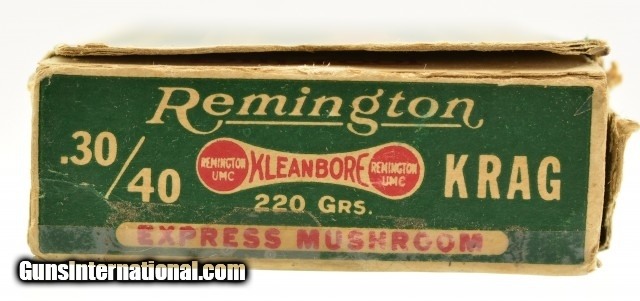 Remington
.30/40 REMINGTON UMC KLEANBORE REMINGTON UMC KRAG
220 GRS.
EXPRESS MUSHROOM
GunsInternational.com